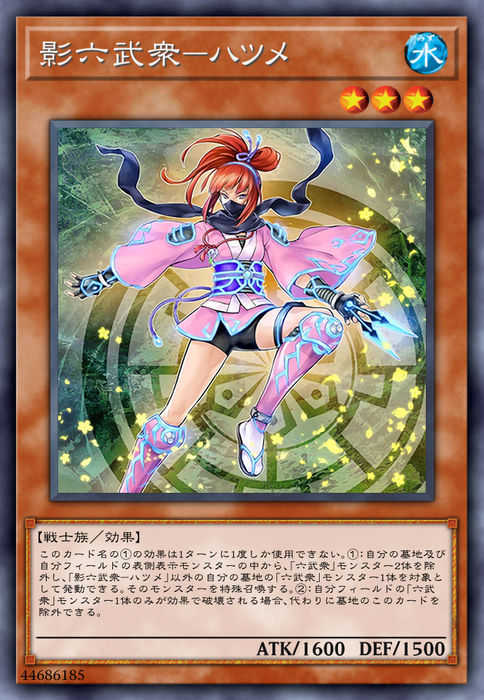 影六武衆－ハツメ
みず
水
【戦士族／効果】
このカード名の①の効果は1ターンに1度しか使用できない。①：自分の墓地及び
自分フィールドの表側表示モンスターの中から、「六武衆」モンスター2体を除
外し、「影六武衆－ハツメ」以外の自分の墓地の「六武衆」モンスター1体を対象と
して発動できる。そのモンスターを特殊召喚する。②：自分フィールドの「六武
衆」モンスター1体のみが効果で破壊される場合、代わりに墓地のこのカードを
除外できる。
ATK/1600 DEF/1500
44686185